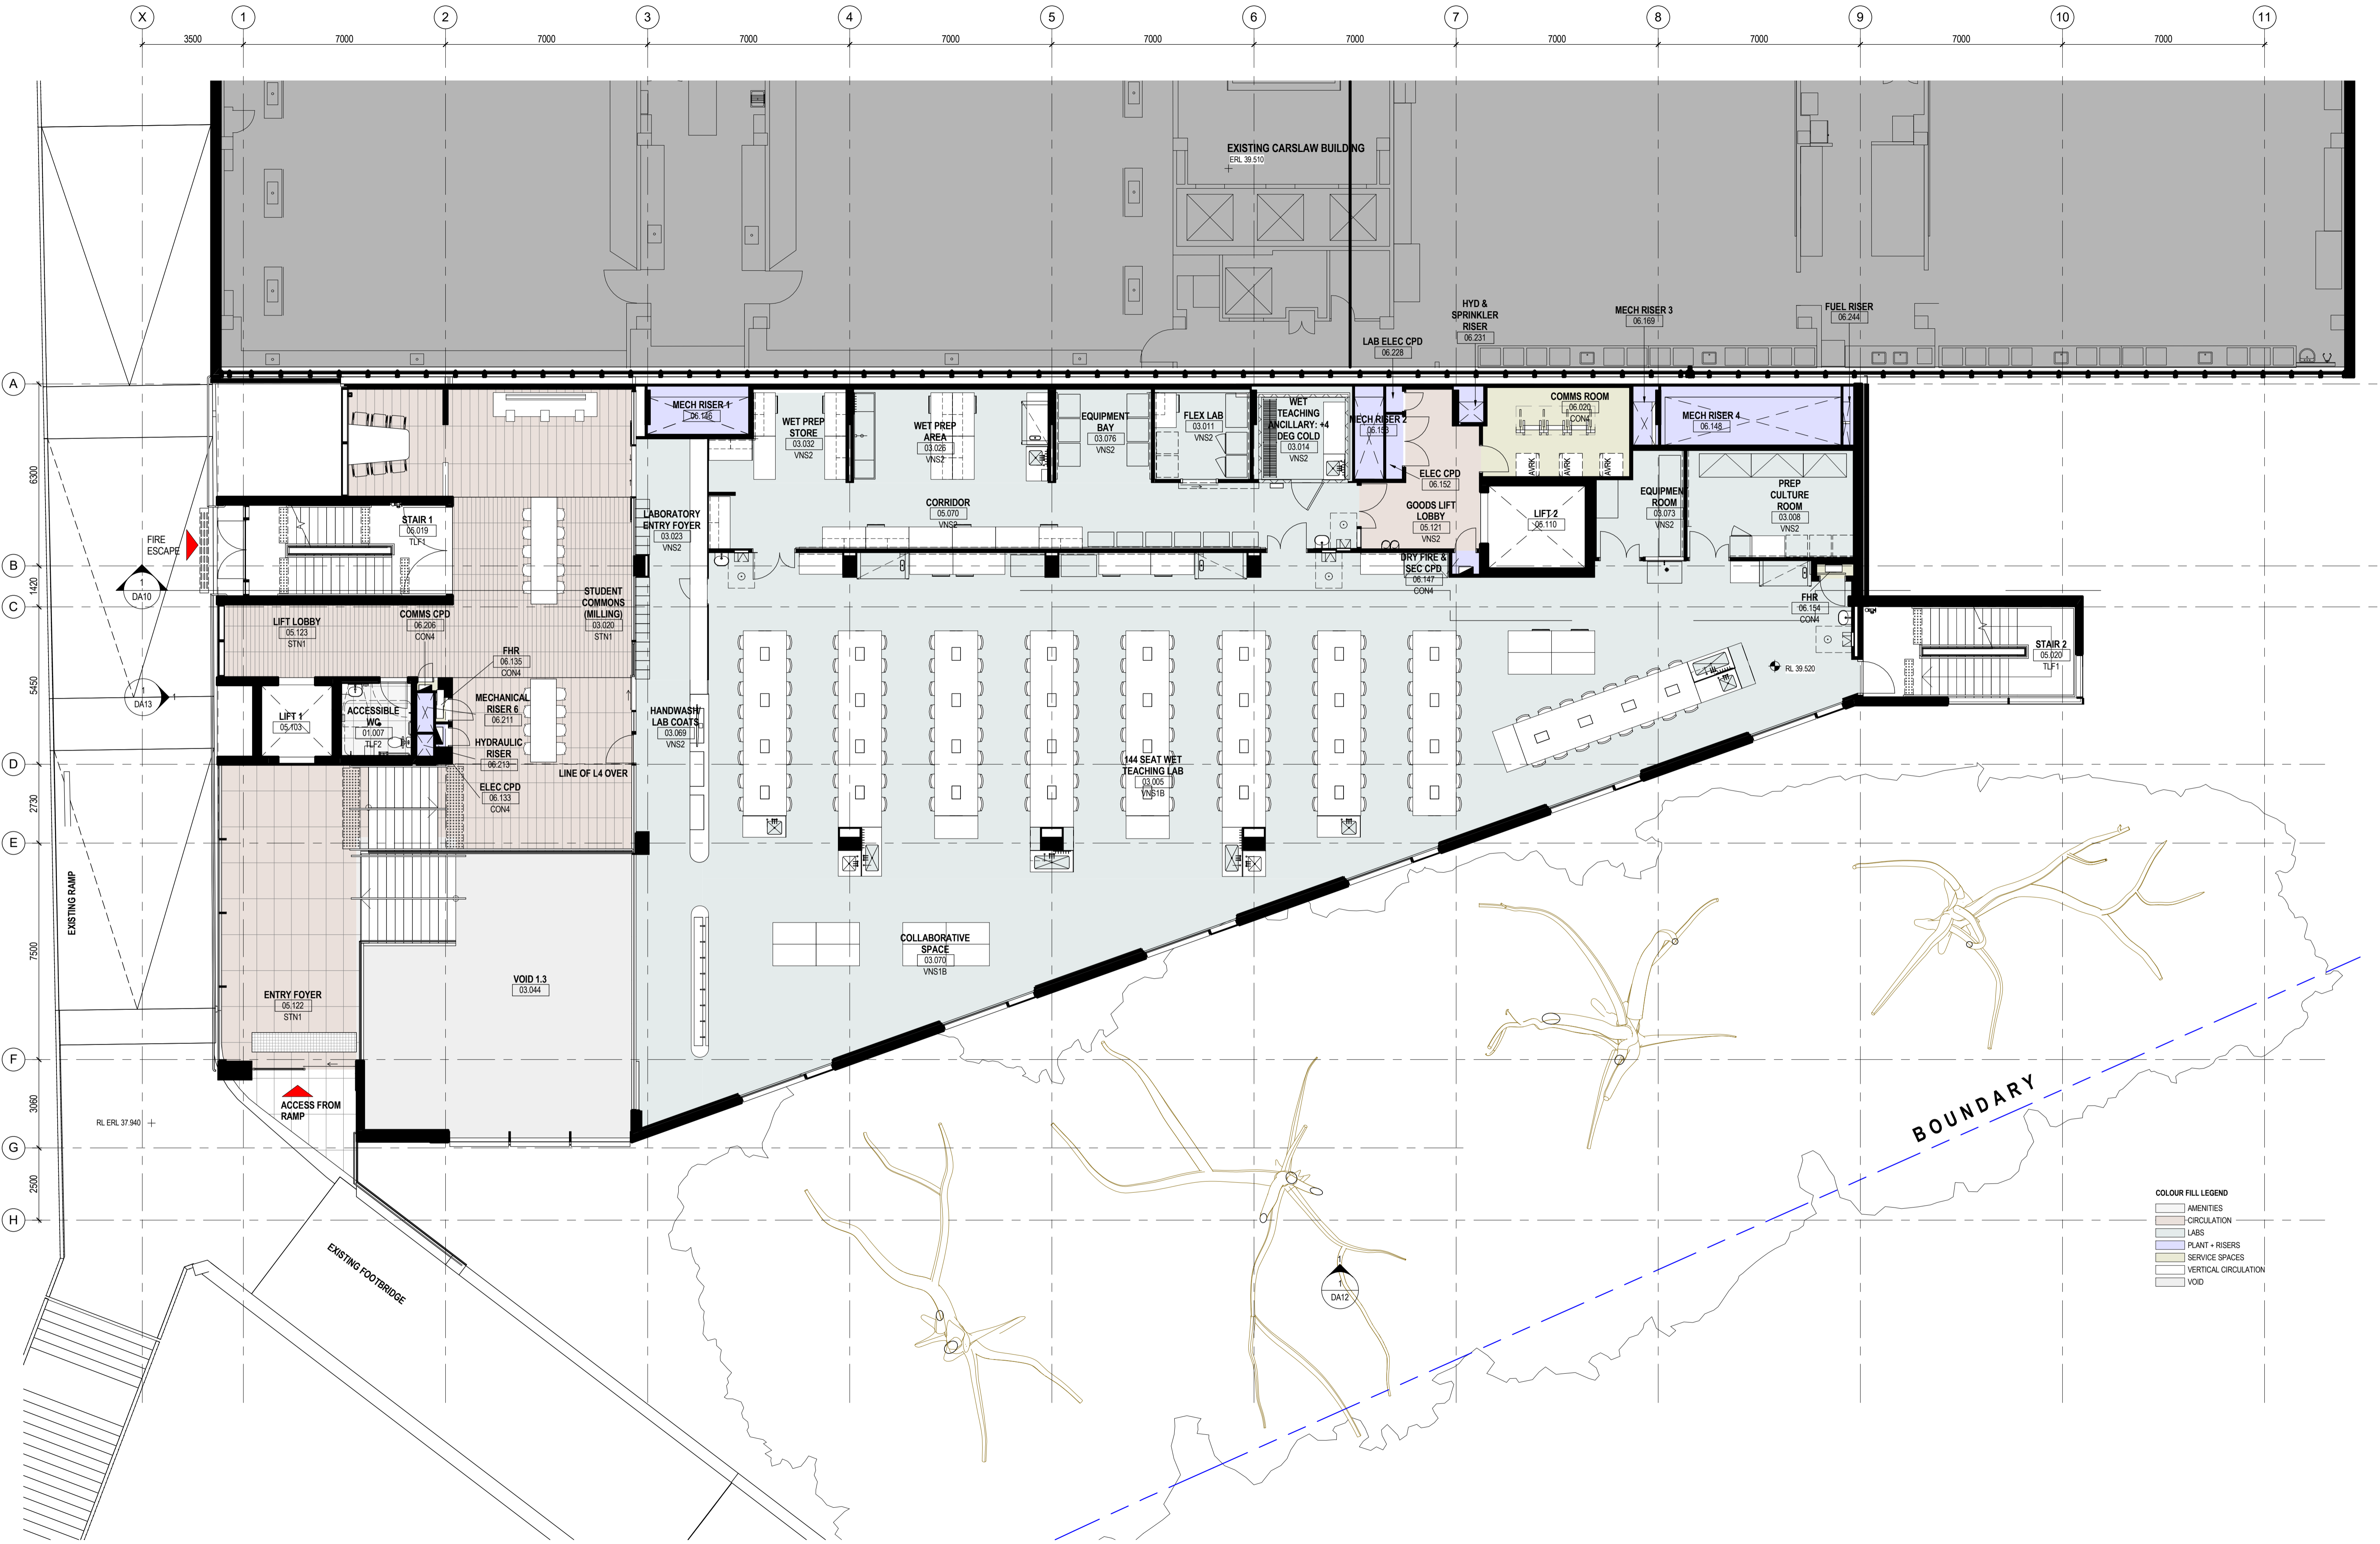 X 1 2 3 4 5 6 7 8 9 10 11
3500 7000 7000 7000 7000 7000 7000 7000 7000 7000 7000
EXISTING CARSLAW BUILDING
ERL 39.510
HYD &
SPRINKLER
RISER
06.231
MECH RISER 3
06.169
FUEL RISER
06.244
LAB ELEC CPD
06.228
A
B
C
D
E
F
G
H
6300
1420
5450
2730
7500
3060
2500
MECH RISER 1
06.146
WET PREP
STORE
03.032
VNS2
WET PREP
AREA
03.026
VNS2
EQUIPMENT
BAY
03.076
VNS2
FLEX LAB
03.011
VNS2
WET
TEACHING
ANCILLARY: +4
DEG COLD
03.014
VNS2
MECH RISER 2
06.153
COMMS ROOM
06.020
CON4
AVRK
AVRK
AVRK
MECH RISER 4
06.148
ELEC CPD
06.152
GOODS LIFT
LOBBY
05.121
VNS2
LIFT 2
05.110
EQUIPMEN
ROOM
03.073
VNS2
PREP
CULTURE
ROOM
03.008
VNS2
CORRIDOR
05.070
VNS2
LABORATORY
ENTRY FOYER
03.023
VNS2
STAIR 1
05.019
TLF1
FIRE
ESCAPE
1
DA10
DRY FIRE &
SEC CPD
06.147
CON4
FHR
06.154
CON4
STUDENT
COMMONS
(MILLING)
03.020
STN1
LIFT LOBBY
05.123
STN1
COMMS CPD
06.206
CON4
FHR
06.135
CON4
STAIR 2
05.020
TLF1
RL 39.520
1
DA13
1
LIFT 1
05.103
ACCESSIBLE
WC
01.007
TLF2
MECHANICAL
RISER 6
06.211
HYDRAULIC
RISER
06.213
HANDWASH/
LAB COATS
03.069
VNS2
LINE OF L4 OVER
ELEC CPD
06.133
CON4
144 SEAT WET
TEACHING LAB
03.005
VNS1B
EXISTING RAMP
COLLABORATIVE
SPACE
03.070
VNS1B
VOID 1.3
03.044
ENTRY FOYER
05.122
STN1
ACCESS FROM
RAMP
RL ERL 37.940
BOUNDARY
EXISTING FOOTBRIDGE
1
1
DA12
COLOUR FILL LEGEND
AMENITIES
CIRCULATION
LABS
PLANT + RISERS
SERVICE SPACES
VERTICAL CIRCULATION
VOID